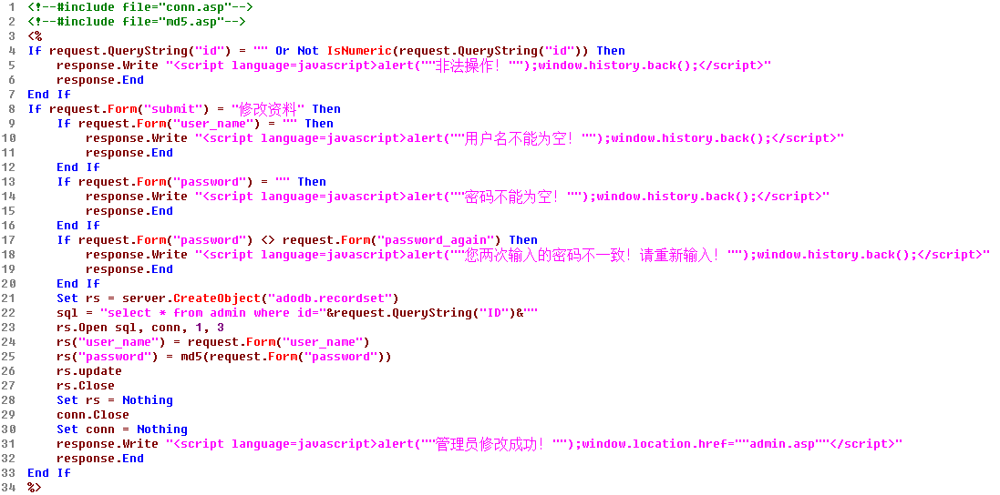 1 <!--#include file="conn.asp"-->
2 <!--#include file="md5.asp"-->
3 <%
4 If request.QueryString("id") = "" Or Not IsNumeric(request.QueryString("id")) Then
5     response.Write "<script language=javascript>alert(""非法操作！"");window.history.back();</script>"
6     response.End
7 End If
8 If request.Form("submit") = "修改资料" Then
9     If request.Form("user_name") = "" Then
10         response.Write "<script language=javascript>alert(""用户名不能为空！"");window.history.back();</script>"
11         response.End
12     End If
13     If request.Form("password") = "" Then
14         response.Write "<script language=javascript>alert(""密码不能为空！"");window.history.back();</script>"
15         response.End
16     End If
17     If request.Form("password") <> request.Form("password_again") Then
18         response.Write "<script language=javascript>alert(""您两次输入的密码不一致！请重新输入！"");window.history.back();</script>"
19         response.End
20     End If
21     Set rs = server.CreateObject("adodb.recordset")
22     sql = "select * from admin where id="&request.QueryString("ID")&""
23     rs.Open sql, conn, 1, 3
24     rs("user_name") = request.Form("user_name")
25     rs("password") = md5(request.Form("password"))
26     rs.update
27     rs.Close
28     Set rs = Nothing
29     conn.Close
30     Set conn = Nothing
31     response.Write "<script language=javascript>alert(""管理员修改成功！"");window.location.href=""admin.asp""</script>"
32     response.End
33 End If
34 %>